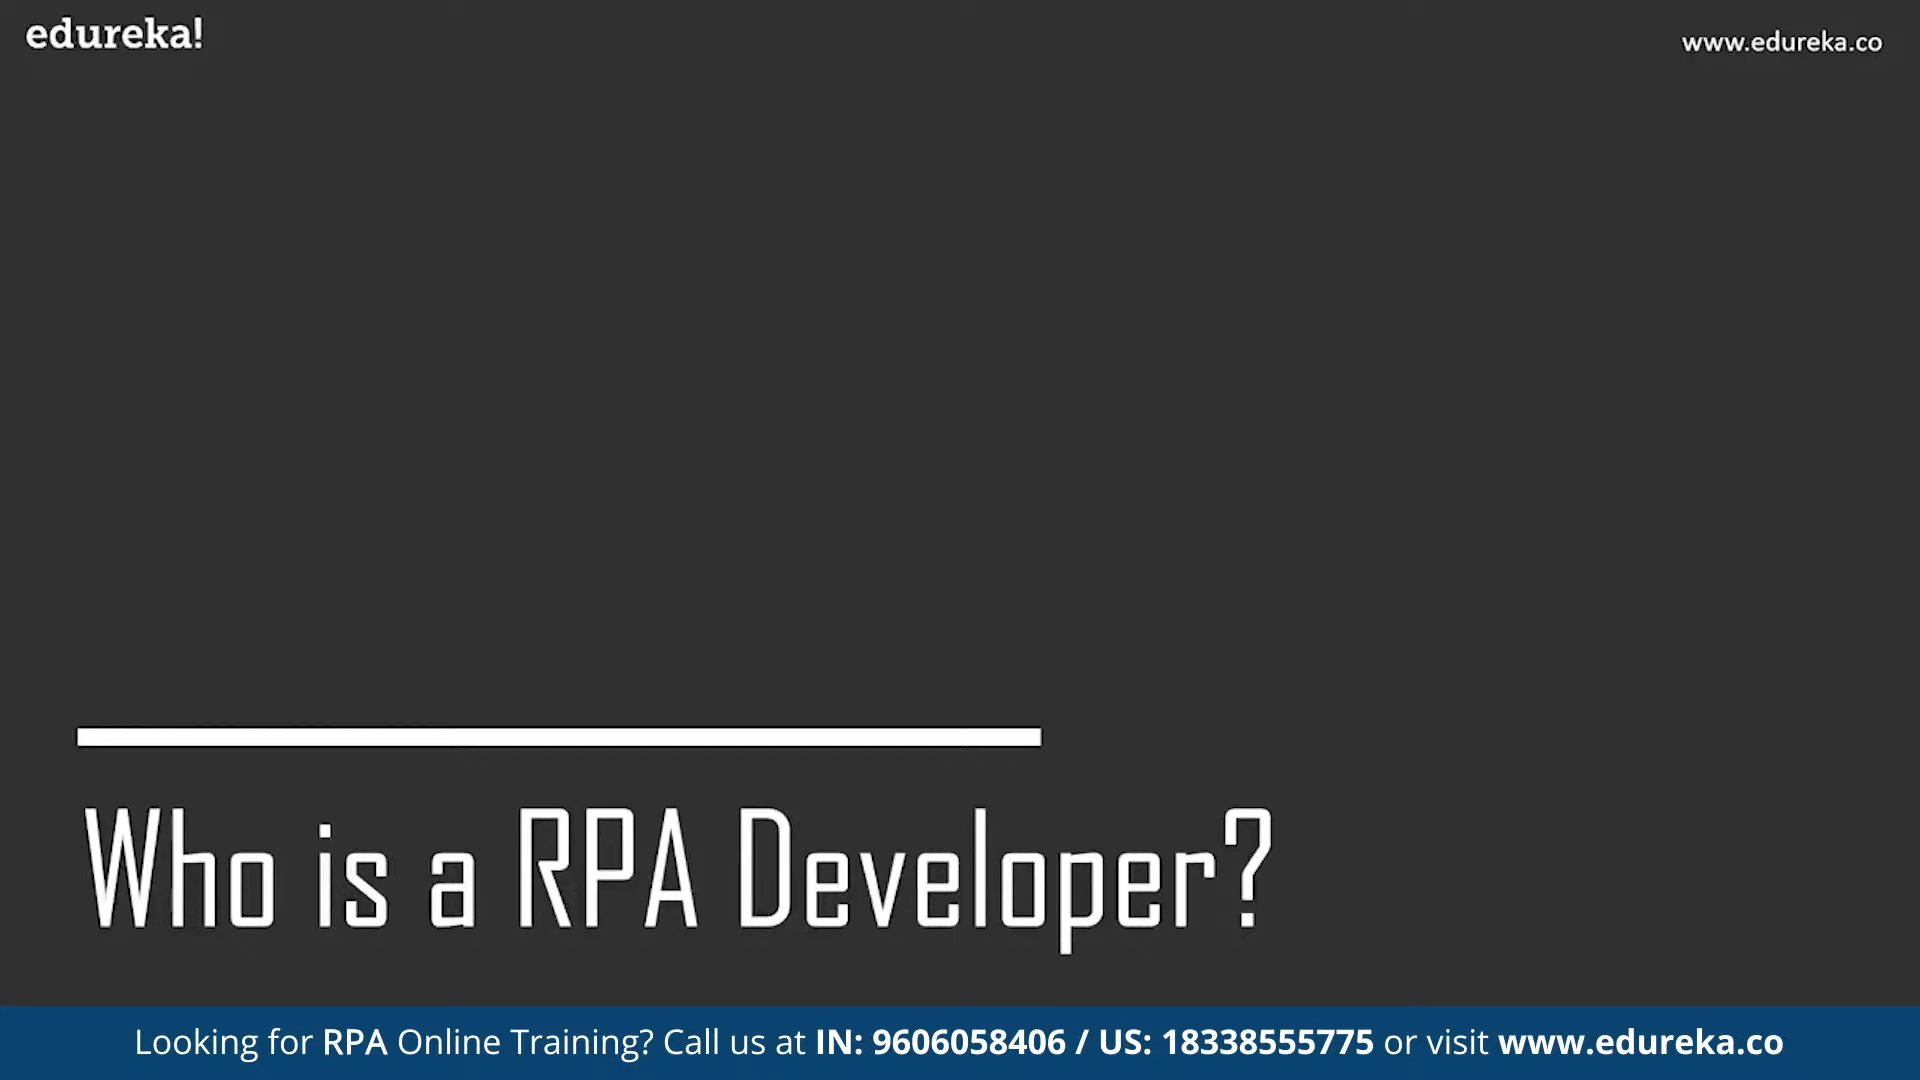 edureka!
www.edureka.co
Who is a RPA Developer?
Looking for RPA Online Training? Call us at IN: 9606058406 / US: 18338555775 or visit www.edureka.co